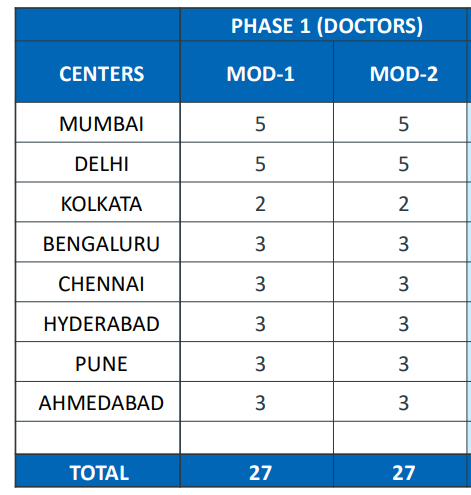 PHASE 1 (DOCTORS)
CENTERS MOD-1 MOD-2
MUMBAI 5 5
DELHI 5 5
KOLKATA 2 2
BENGALURU 3 3
CHENNAI 3 3
HYDERABAD 3 3
PUNE 3 3
AHMEDABAD 3 3
TOTAL 27 27